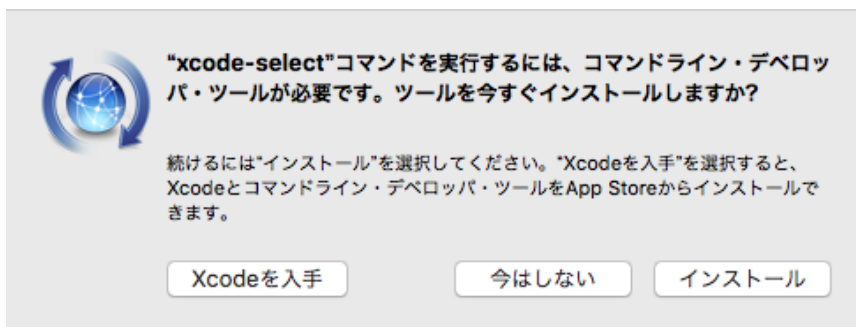 “xcode-select”コマンドを実行するには、コマンドライン・デベロッ
パ・ツールが必要です。ツールを今すぐインストールしますか?
続けるには“インストール”を選択してください。“Xcodeを入手”を選択すると、
Xcodeとコマンドライン・デベロッパ・ツールをApp Storeからインストールで
きます。
Xcodeを入手
今はしない
インストール